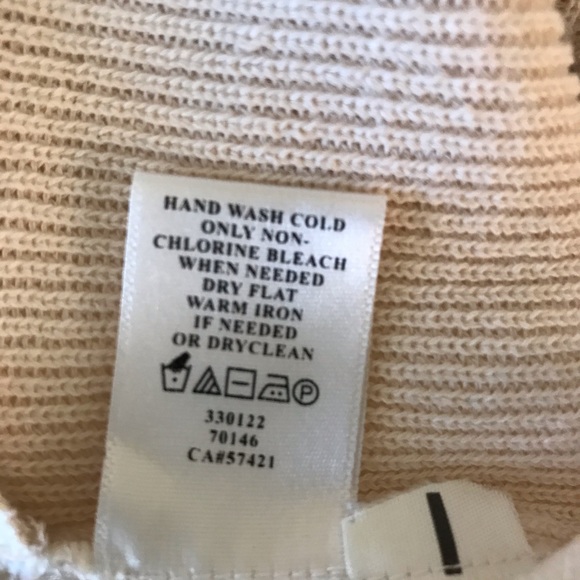 HAND WASH COLD
ONLY NON-
CHLORINE BLEACH
WHEN NEEDED
DRY FLAT
WARM IRON
IF NEEDED
OR DRYCLEAN
P
330122
70146
CA#57421